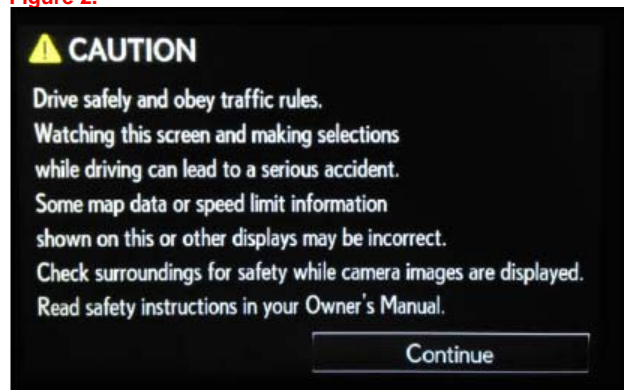 Figure 2.
CAUTION
Drive safely and obey traffic rules.
Watching this screen and making selections
while driving can lead to a serious accident.
Some map data or speed limit information
shown on this or other displays may be incorrect.
Check surroundings for safety while camera images are displayed.
Read safety instructions in your Owner's Manual.
Continue